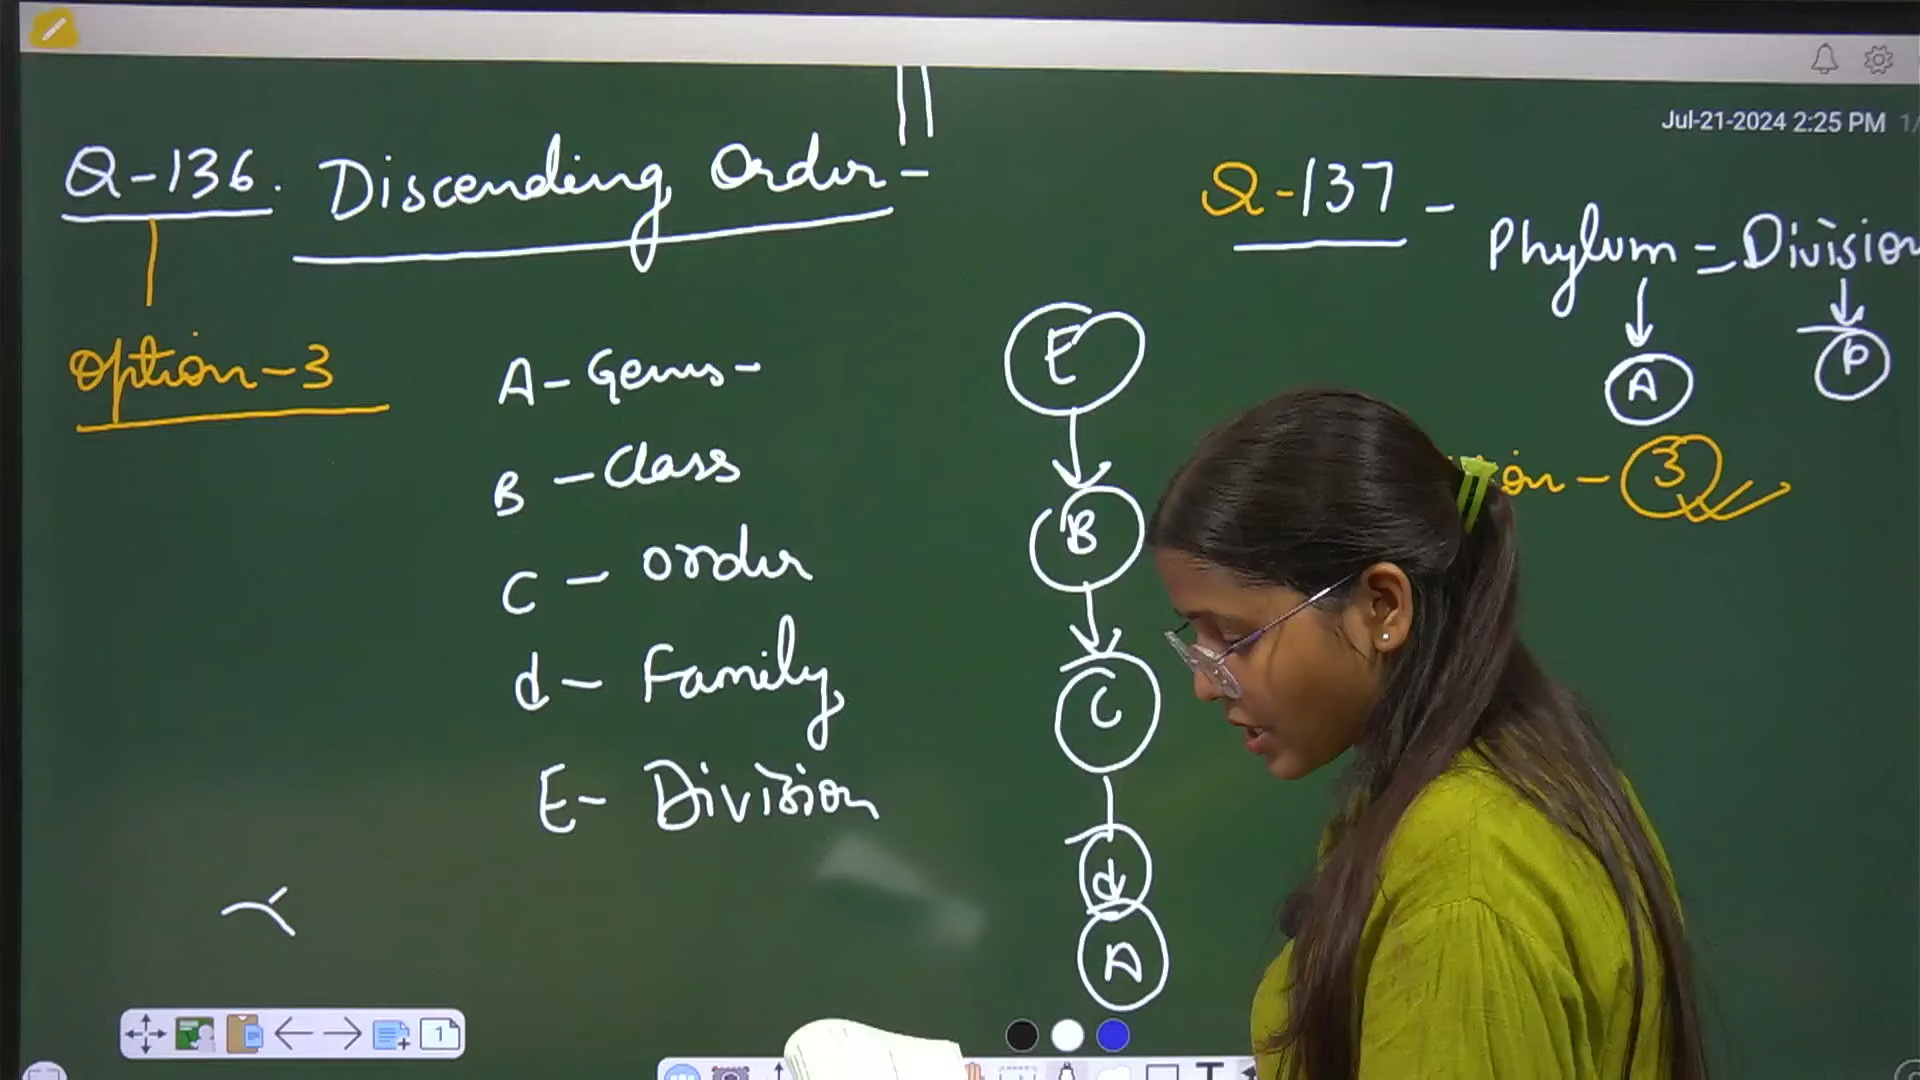 Jul-21-2024 2:25 PM
Q-136. Discending Order-
Option-3
A- Genus-
B - Class
C - order
d - Family,
E- Division
E
B
C
d
A
Q-137 - Phylum = Division
A
P
3
1